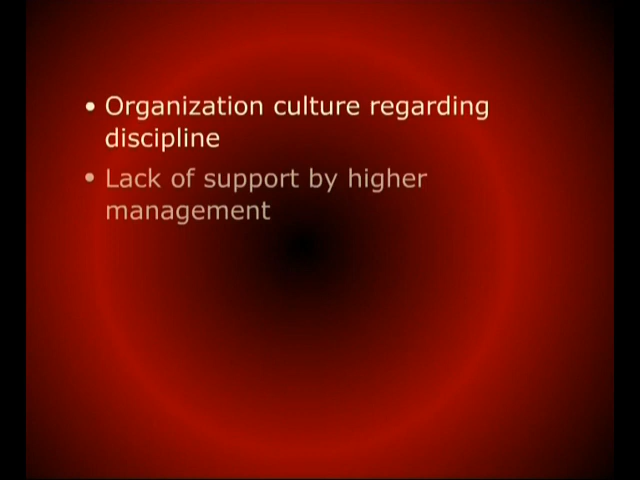 • Organization culture regarding
discipline
• Lack of support by higher
management